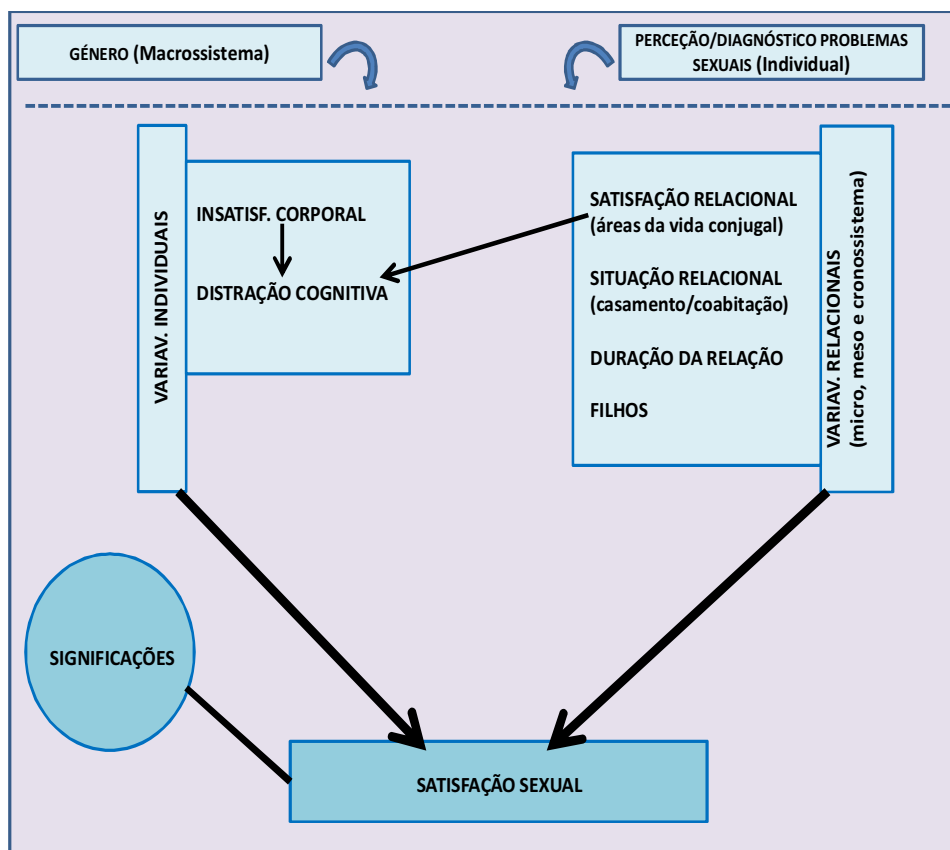 GÉNERO (Macrossistema)
PERCEÇÃO/DIAGNÓSTiCO PROBLEMAS
SEXUAIS (Individual)
VARIAV. INDIVIDUAIS
INSATISF. CORPORAL
DISTRAÇÃO COGNITIVA
SATISFAÇÃO RELACIONAL
(áreas da vida conjugal)
SITUAÇÃO RELACIONAL
(casamento/coabitação)
DURAÇÃO DA RELAÇÃO
FILHOS
VARIAV. RELACIONAIS
(micro, meso e cronossistema)
SIGNIFICAÇÕES
SATISFAÇÃO SEXUAL